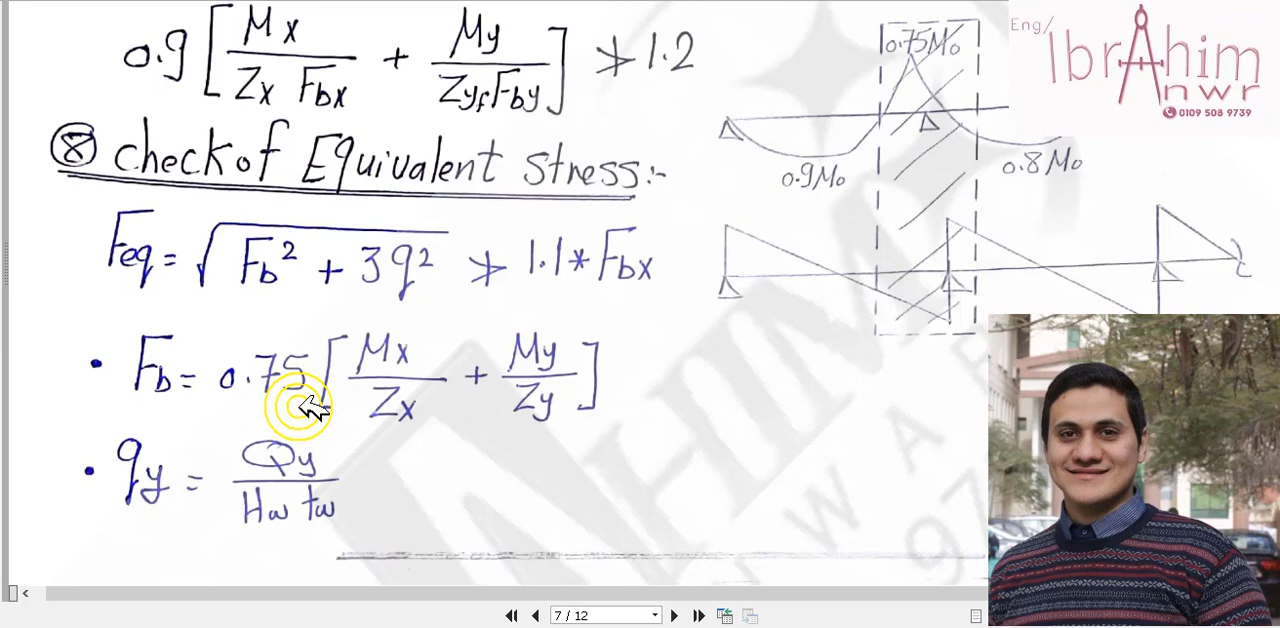 0.9 [ Mx / Zx Fbx + My / Zyf Fby ] ≯ 1.2
⑧ Check of Equivalent Stress:-
Feq = √ Fb² + 3q² ≯ 1.1 * Fbx
• Fb = 0.75 [ Mx / Zx + My / Zy ]
• qy = Qy / Hw tw
0.75Mo
0.9Mo
0.8Mo
Eng/
IbrAhim
Anwr
0109 508 9739
7 / 12